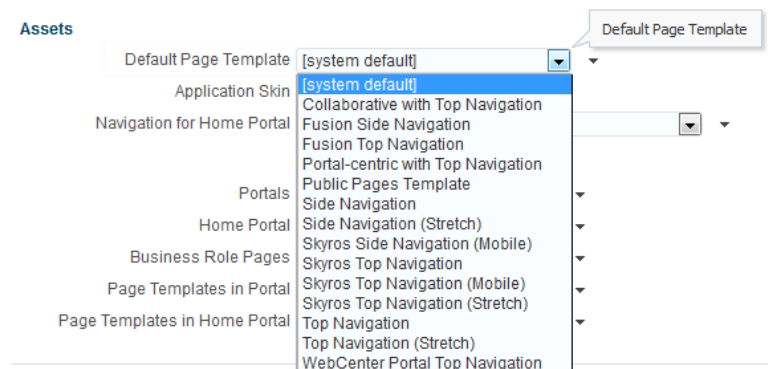 Assets
Default Page Template
Default Page Template [system default]
Application Skin [system default]
Collaborative with Top Navigation
Navigation for Home Portal Fusion Side Navigation
Fusion Top Navigation
Portal-centric with Top Navigation
Public Pages Template
Portals Side Navigation
Home Portal Side Navigation (Stretch)
Skyros Side Navigation (Mobile)
Business Role Pages Skyros Top Navigation
Page Templates in Portal Skyros Top Navigation (Mobile)
Skyros Top Navigation (Stretch)
Page Templates in Home Portal Top Navigation
Top Navigation (Stretch)
WebCenter Portal Top Navigation